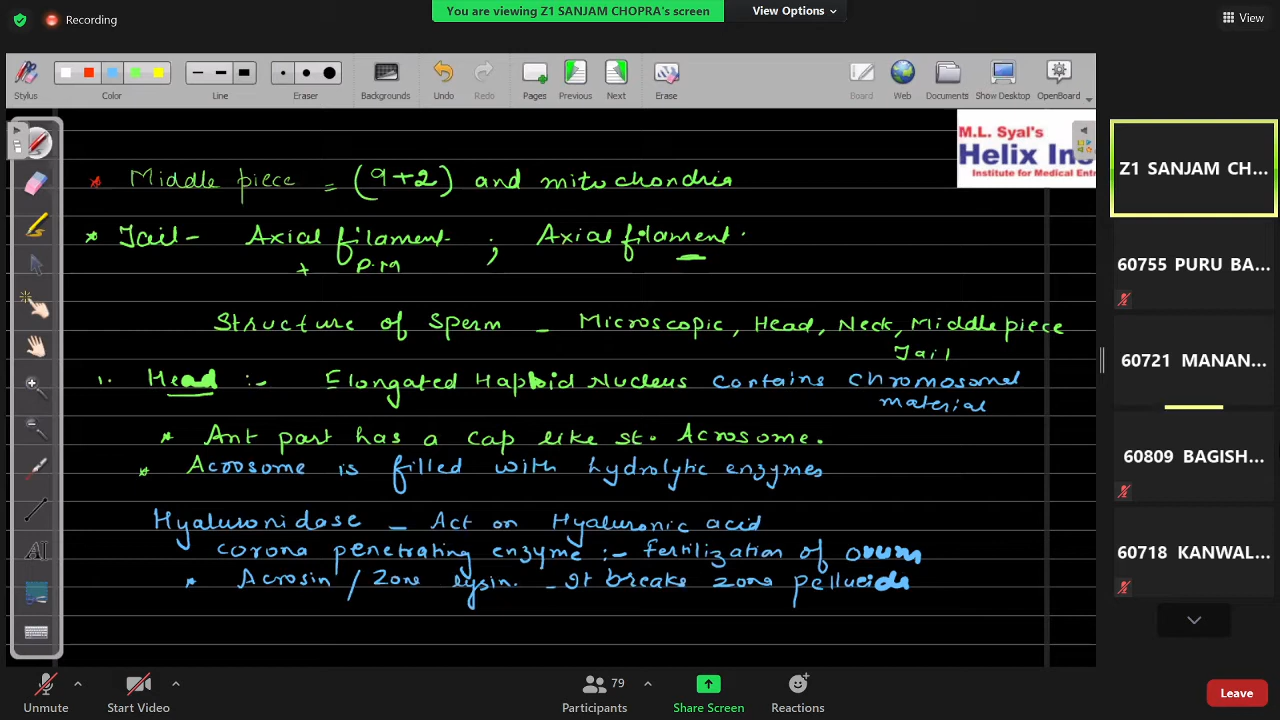 Recording
You are viewing Z1 SANJAM CHOPRA's screen
View Options
View
Stylus
Color
Line
Eraser
Backgrounds
Undo
Redo
Pages
Previous
Next
Erase
Board
Web
Documents
Show Desktop
OpenBoard
M.L. Syal's
Helix Ins
Institute for Medical Entr
* Middle piece = (9+2) and mitochondria
* Tail - Axial filament ; Axial filament.
+ P.M
Structure of Sperm - Microscopic, Head, Neck, Middle piece
Tail
1. Head :- Elongated Haploid Nucleus contains chromosomal
material
* Ant part has a cap like st. Acrosome.
* Acrosome is filled with hydrolytic enzymes
Hyaluronidase - Act on Hyaluronic acid
corona penetrating enzyme :- fertilization of ovum
* Acrosin / Zona lysin. - It breaks zona pellucida
Z1 SANJAM CH...
60755 PURU BA...
60721 MANAN...
60809 BAGISH...
60718 KANWAL...
Unmute
Start Video
79
Participants
Share Screen
Reactions
Leave